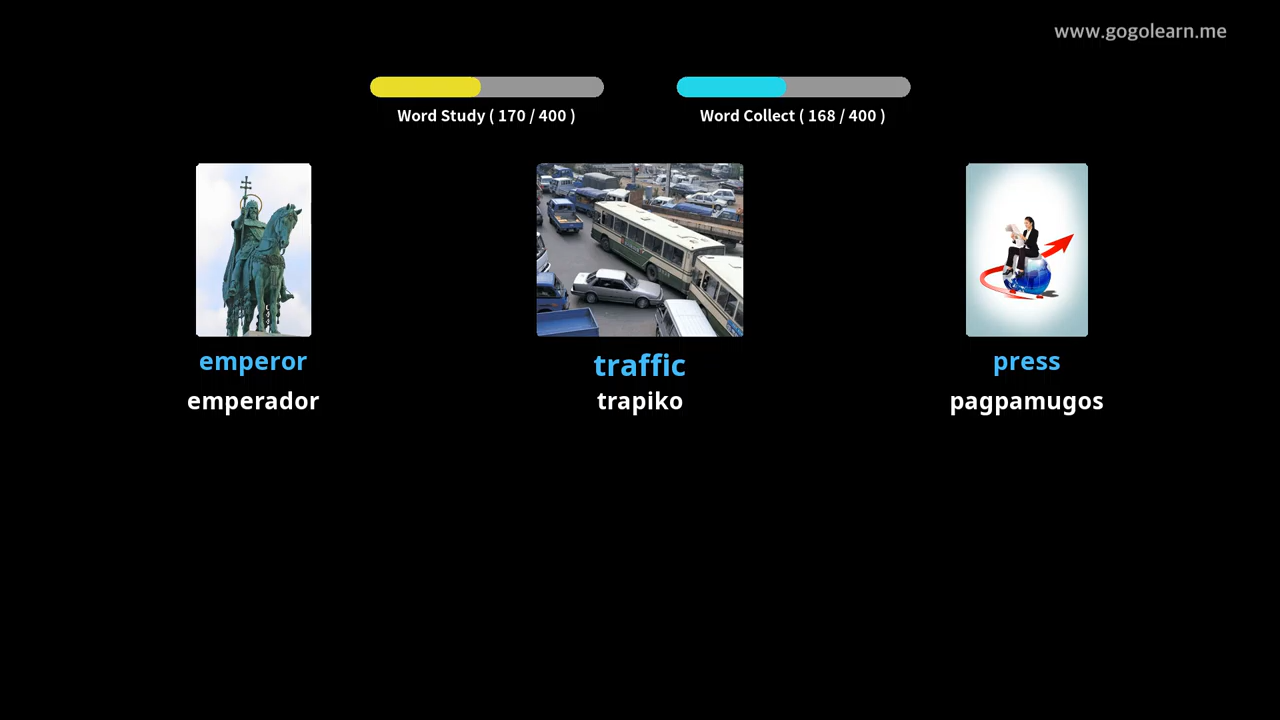 www.gogolearn.me
Word Study ( 170 / 400 )
Word Collect ( 168 / 400 )
emperor
emperador
traffic
trapiko
press
pagpamugos